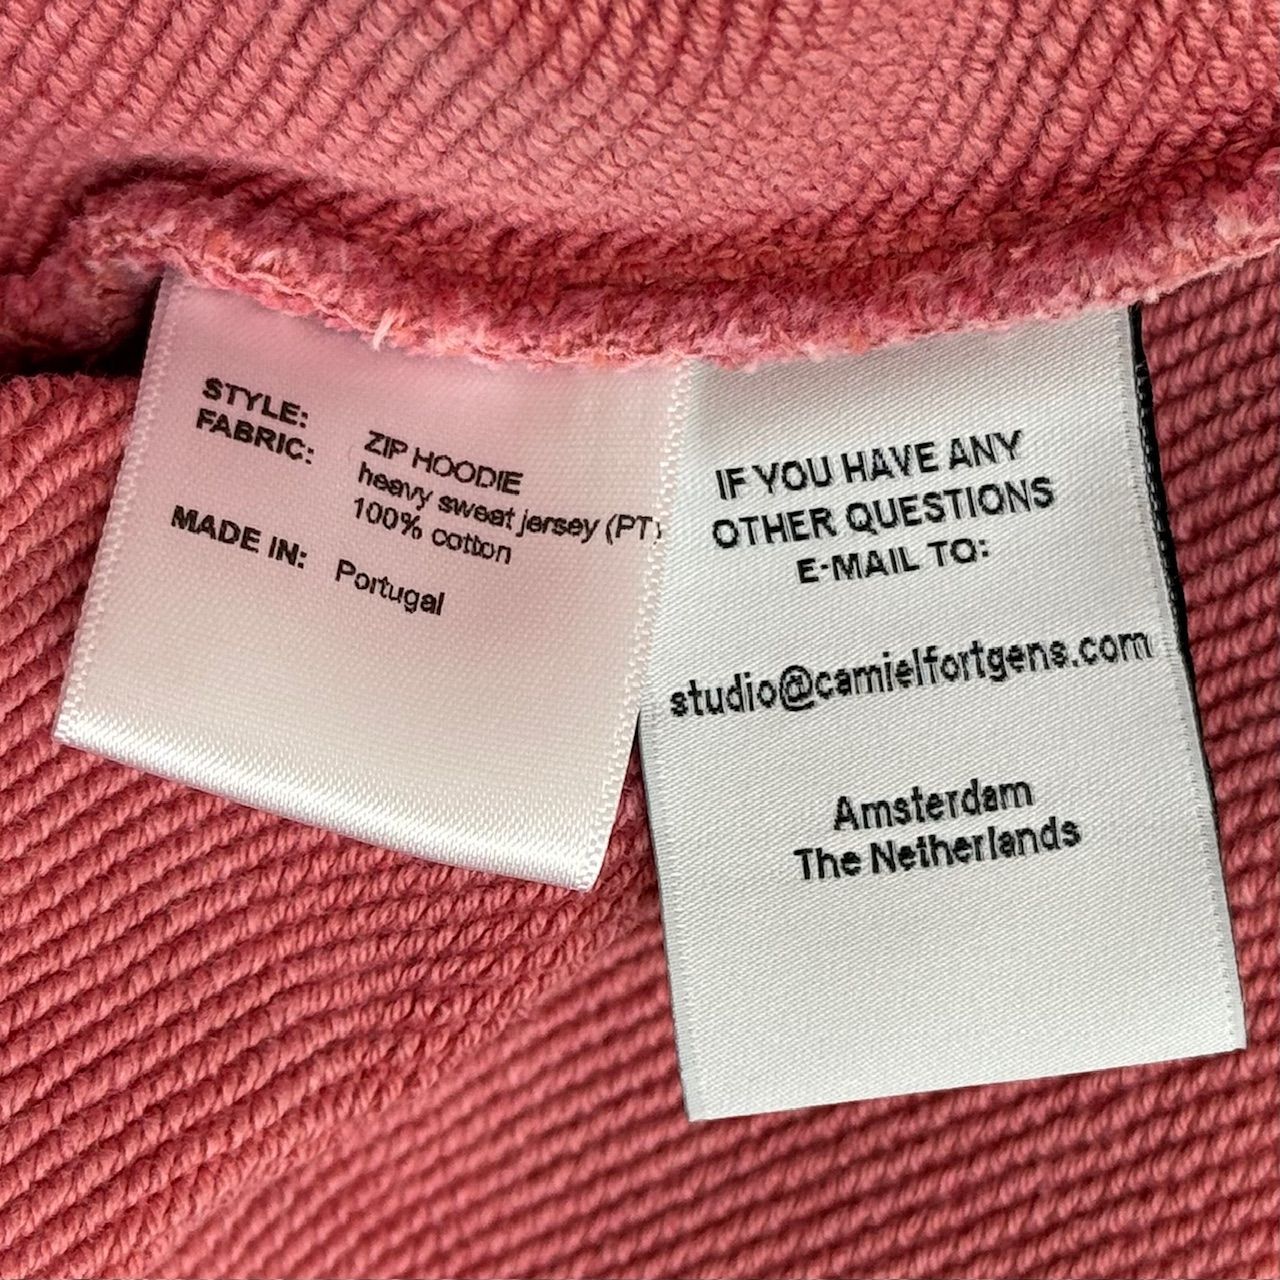 STYLE: ZIP HOODIE
FABRIC: heavy sweat jersey (PT)
100% cotton
MADE IN: Portugal
IF YOU HAVE ANY
OTHER QUESTIONS
E-MAIL TO:
studio@camielfortgens.com
Amsterdam
The Netherlands